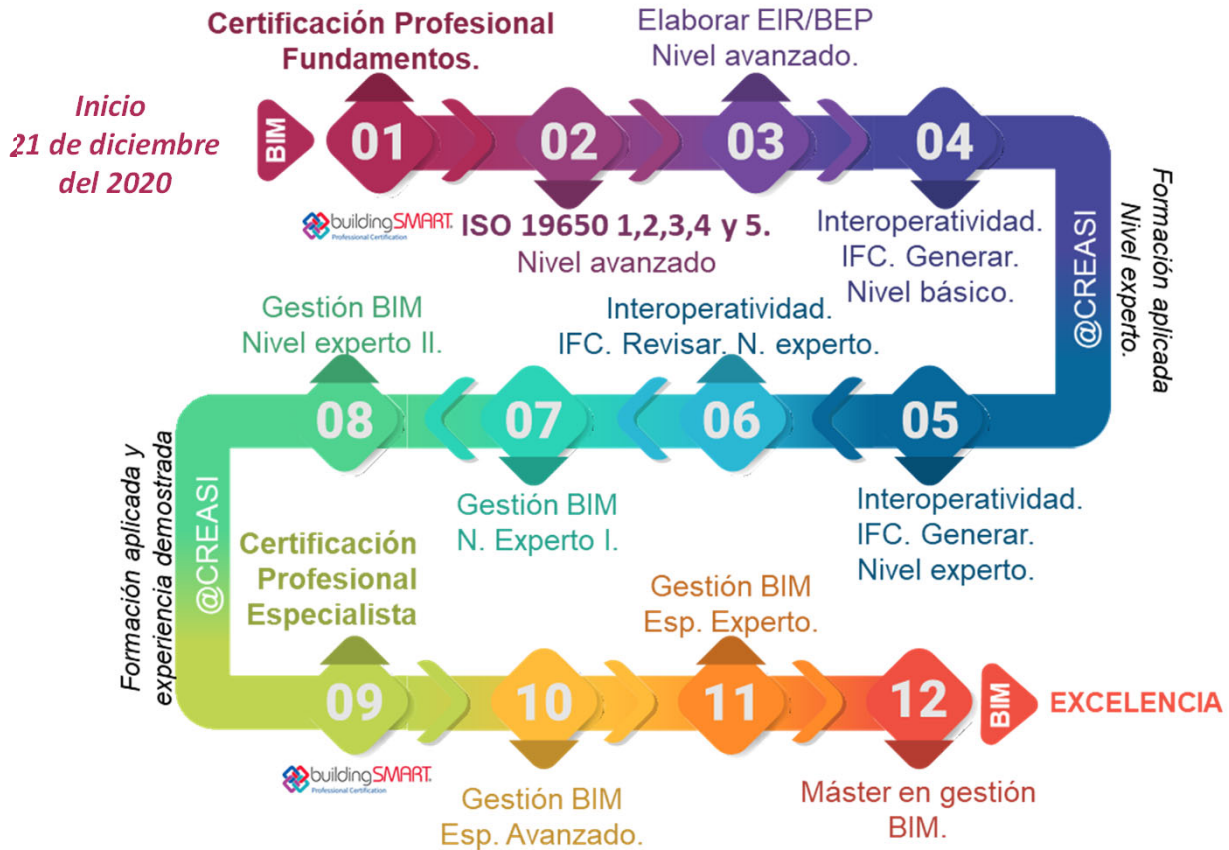 Certificación Profesional
Fundamentos.
Elaborar EIR/BEP
Nivel avanzado.
Inicio
21 de diciembre
del 2020
BIM
01
02
03
04
buildingSMART.
Professional Certification
ISO 19650 1,2,3,4 y 5.
Nivel avanzado
Interoperatividad.
IFC. Generar.
Nivel básico.
@CREASI
Formación aplicada
Nivel experto.
Gestión BIM
Nivel experto II.
Interoperatividad.
IFC. Revisar. N. experto.
08
07
06
05
Gestión BIM
N. Experto I.
Interoperatividad.
IFC. Generar.
Nivel experto.
Formación aplicada y
experiencia demostrada
@CREASI
Certificación
Profesional
Especialista
Gestión BIM
Esp. Experto.
09
10
11
12
BIM
EXCELENCIA
buildingSMART.
Professional Certification
Gestión BIM
Esp. Avanzado.
Máster en gestión
BIM.